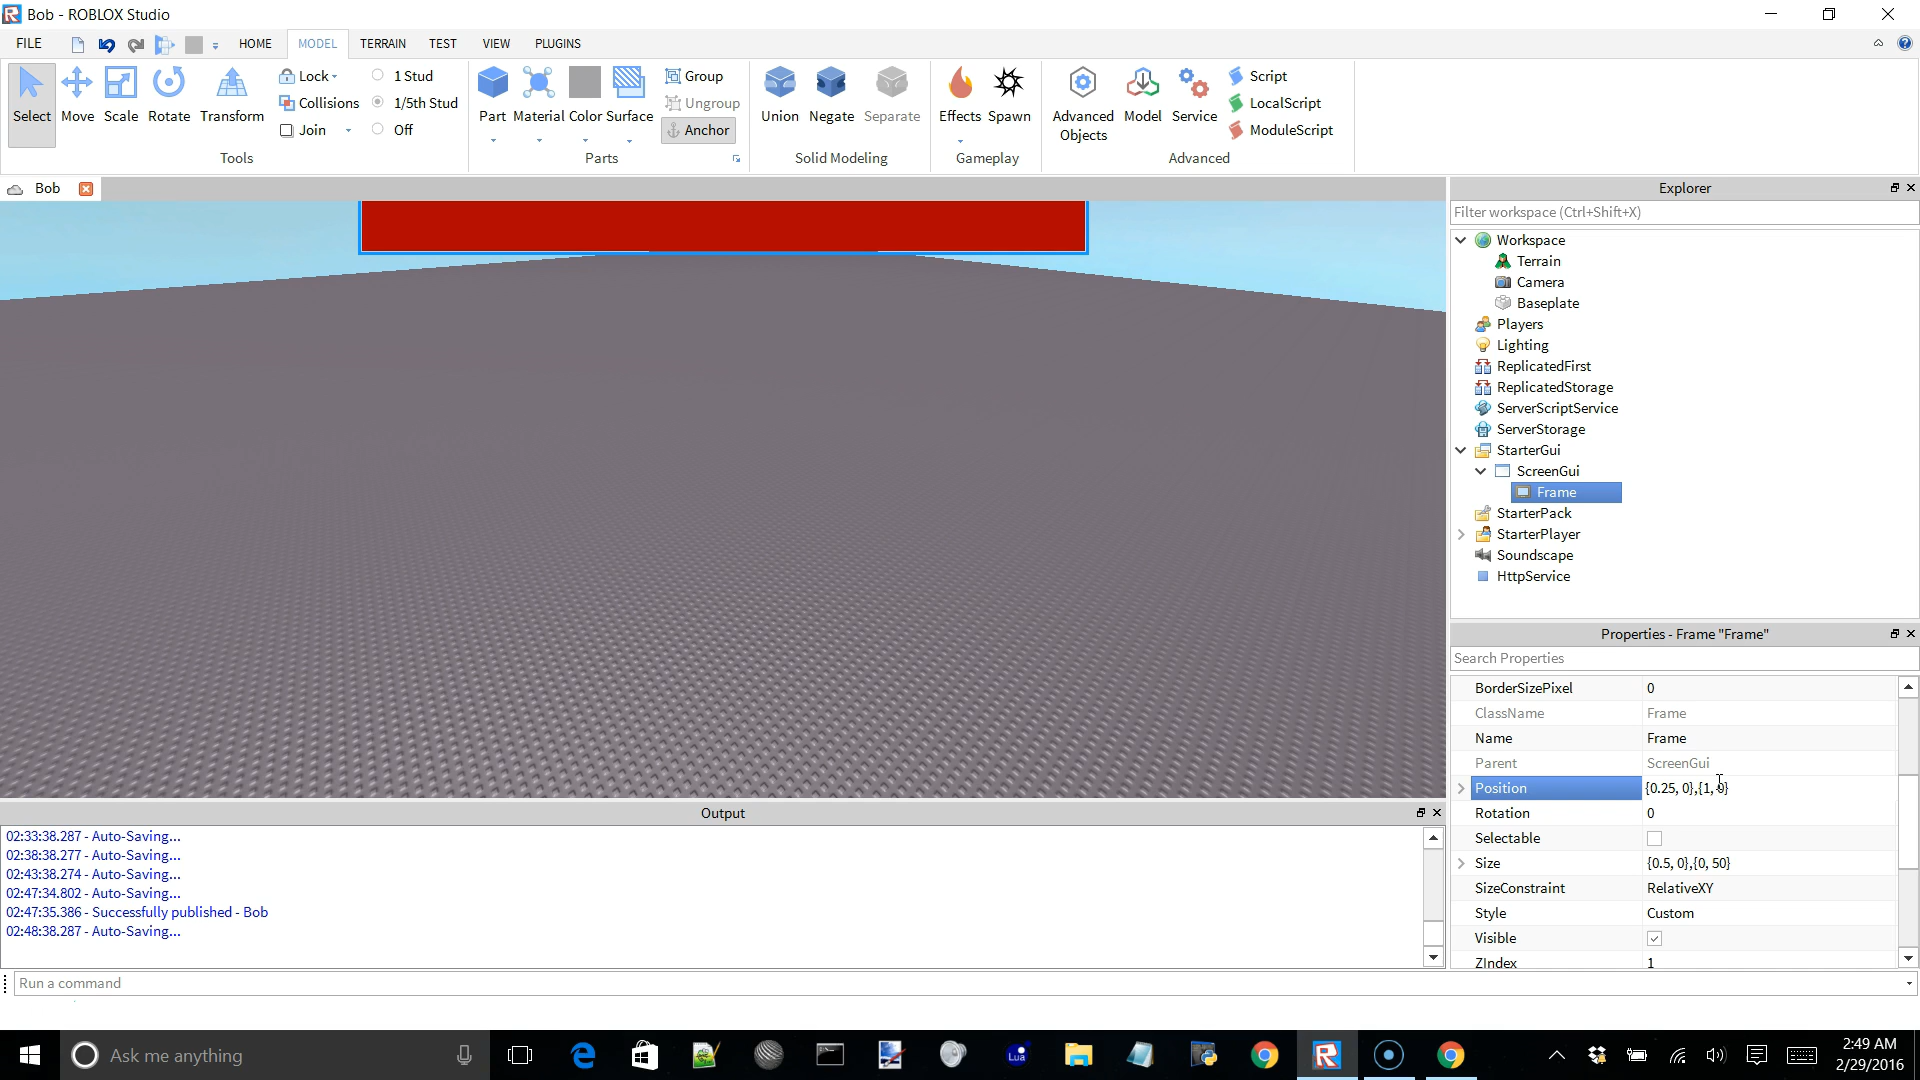 Bob - ROBLOX Studio
FILE HOME MODEL TERRAIN TEST VIEW PLUGINS
Select Move Scale Rotate Transform
Lock
Collisions
Join
1 Stud
1/5th Stud
Off
Tools
Part Material Color Surface
Group
Ungroup
Anchor
Parts
Union Negate Separate
Solid Modeling
Effects Spawn
Gameplay
Advanced Objects Model Service
Script
LocalScript
ModuleScript
Advanced
Bob
Explorer
Filter workspace (Ctrl+Shift+X)
Workspace
Terrain
Camera
Baseplate
Players
Lighting
ReplicatedFirst
ReplicatedStorage
ServerScriptService
ServerStorage
StarterGui
ScreenGui
Frame
StarterPack
StarterPlayer
Soundscape
HttpService
Properties - Frame "Frame"
Search Properties
BorderSizePixel 0
ClassName Frame
Name Frame
Parent ScreenGui
Position {0.25, 0},{1, 0}
Rotation 0
Selectable
Size {0.5, 0},{0, 50}
SizeConstraint RelativeXY
Style Custom
Visible
ZIndex 1
Output
02:33:38.287 - Auto-Saving...
02:38:38.277 - Auto-Saving...
02:43:38.274 - Auto-Saving...
02:47:34.802 - Auto-Saving...
02:47:35.386 - Successfully published - Bob
02:48:38.287 - Auto-Saving...
Run a command
Ask me anything
Lua
2:49 AM
2/29/2016